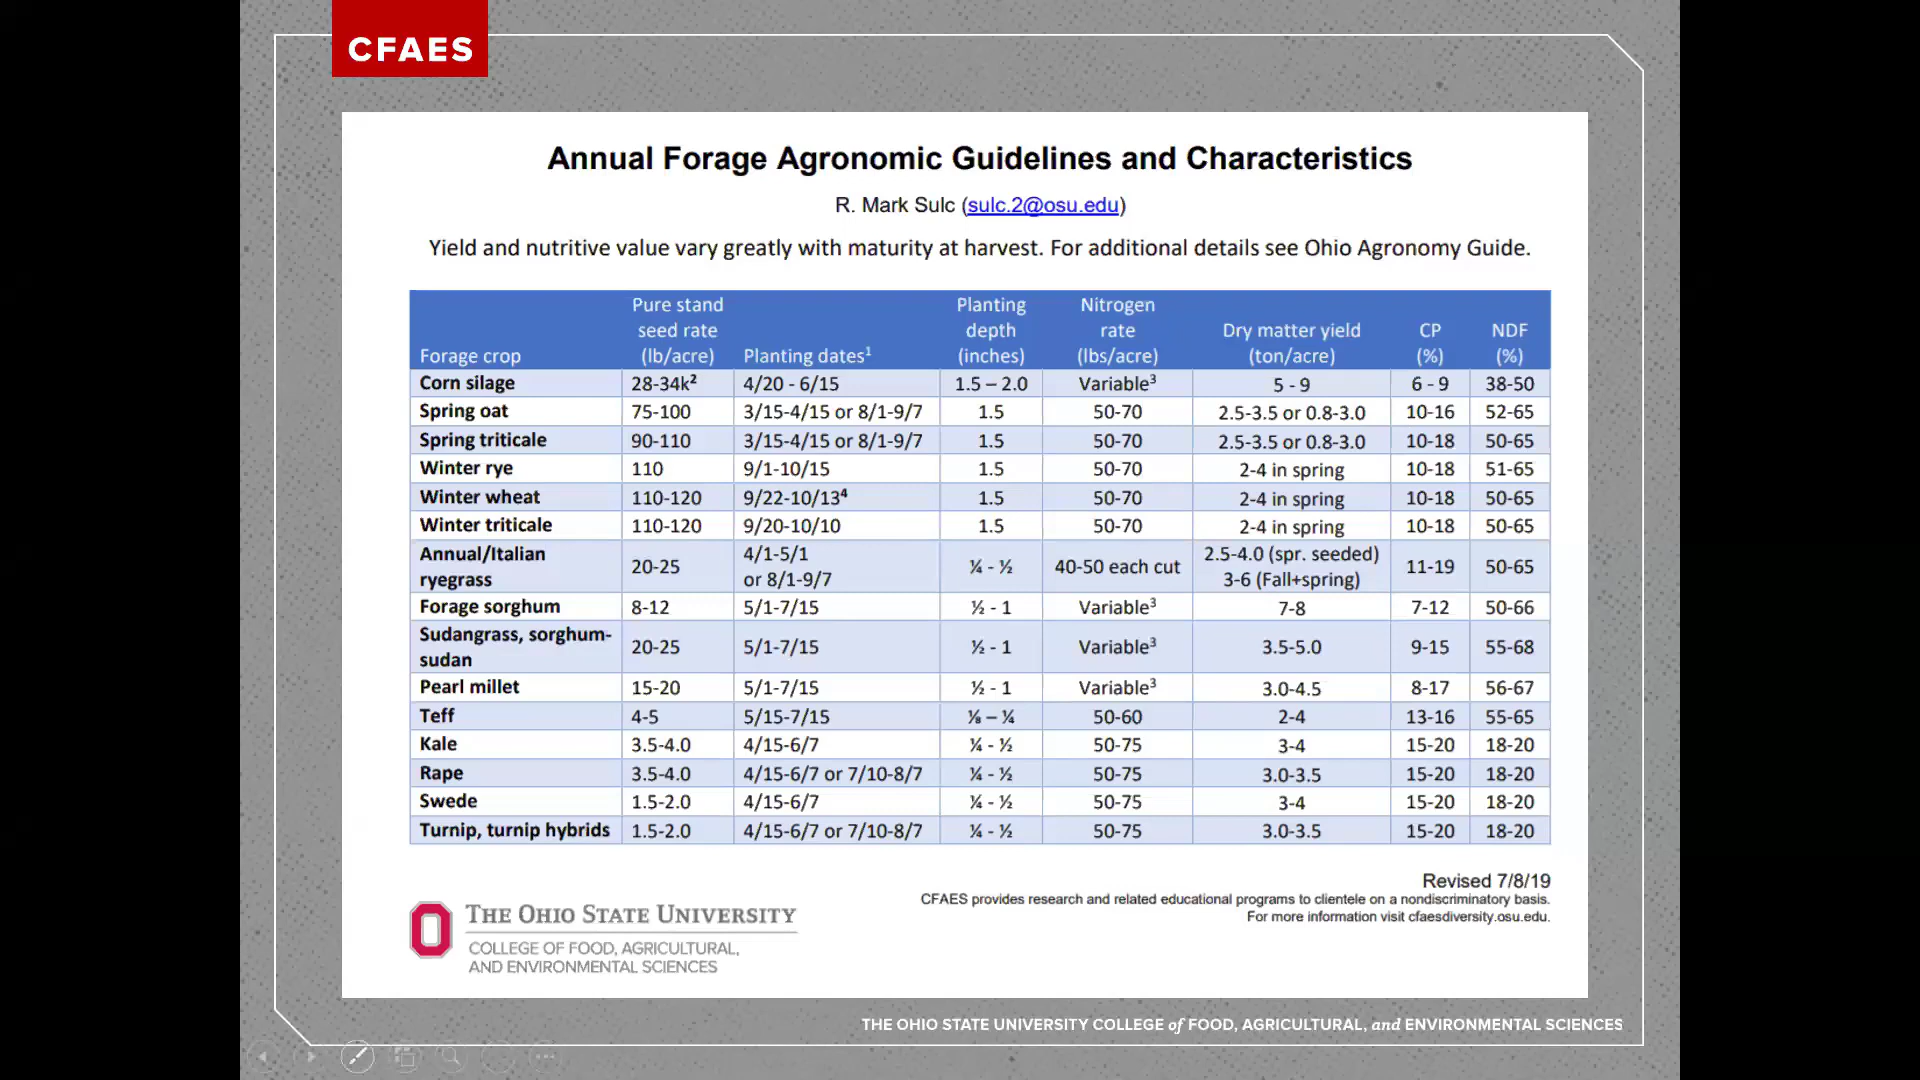 CFAES
Annual Forage Agronomic Guidelines and Characteristics
R. Mark Sulc (sulc.2@osu.edu)
Yield and nutritive value vary greatly with maturity at harvest. For additional details see Ohio Agronomy Guide.
Forage crop Pure stand seed rate (lb/acre) Planting dates¹ Planting depth (inches) Nitrogen rate (lbs/acre) Dry matter yield (ton/acre) CP (%) NDF (%)
Corn silage 28-34k² 4/20 - 6/15 1.5 – 2.0 Variable³ 5 - 9 6 - 9 38-50
Spring oat 75-100 3/15-4/15 or 8/1-9/7 1.5 50-70 2.5-3.5 or 0.8-3.0 10-16 52-65
Spring triticale 90-110 3/15-4/15 or 8/1-9/7 1.5 50-70 2.5-3.5 or 0.8-3.0 10-18 50-65
Winter rye 110 9/1-10/15 1.5 50-70 2-4 in spring 10-18 51-65
Winter wheat 110-120 9/22-10/13⁴ 1.5 50-70 2-4 in spring 10-18 50-65
Winter triticale 110-120 9/20-10/10 1.5 50-70 2-4 in spring 10-18 50-65
Annual/Italian ryegrass 20-25 4/1-5/1 or 8/1-9/7 ¼ - ½ 40-50 each cut 2.5-4.0 (spr. seeded) 3-6 (Fall+spring) 11-19 50-65
Forage sorghum 8-12 5/1-7/15 ½ - 1 Variable³ 7-8 7-12 50-66
Sudangrass, sorghum-sudan 20-25 5/1-7/15 ½ - 1 Variable³ 3.5-5.0 9-15 55-68
Pearl millet 15-20 5/1-7/15 ½ - 1 Variable³ 3.0-4.5 8-17 56-67
Teff 4-5 5/15-7/15 ⅛ – ¼ 50-60 2-4 13-16 55-65
Kale 3.5-4.0 4/15-6/7 ¼ - ½ 50-75 3-4 15-20 18-20
Rape 3.5-4.0 4/15-6/7 or 7/10-8/7 ¼ - ½ 50-75 3.0-3.5 15-20 18-20
Swede 1.5-2.0 4/15-6/7 ¼ - ½ 50-75 3-4 15-20 18-20
Turnip, turnip hybrids 1.5-2.0 4/15-6/7 or 7/10-8/7 ¼ - ½ 50-75 3.0-3.5 15-20 18-20
Revised 7/8/19
CFAES provides research and related educational programs to clientele on a nondiscriminatory basis.
For more information visit cfaesdiversity.osu.edu.
THE OHIO STATE UNIVERSITY
COLLEGE OF FOOD, AGRICULTURAL,
AND ENVIRONMENTAL SCIENCES
THE OHIO STATE UNIVERSITY COLLEGE of FOOD, AGRICULTURAL, and ENVIRONMENTAL SCIENCES